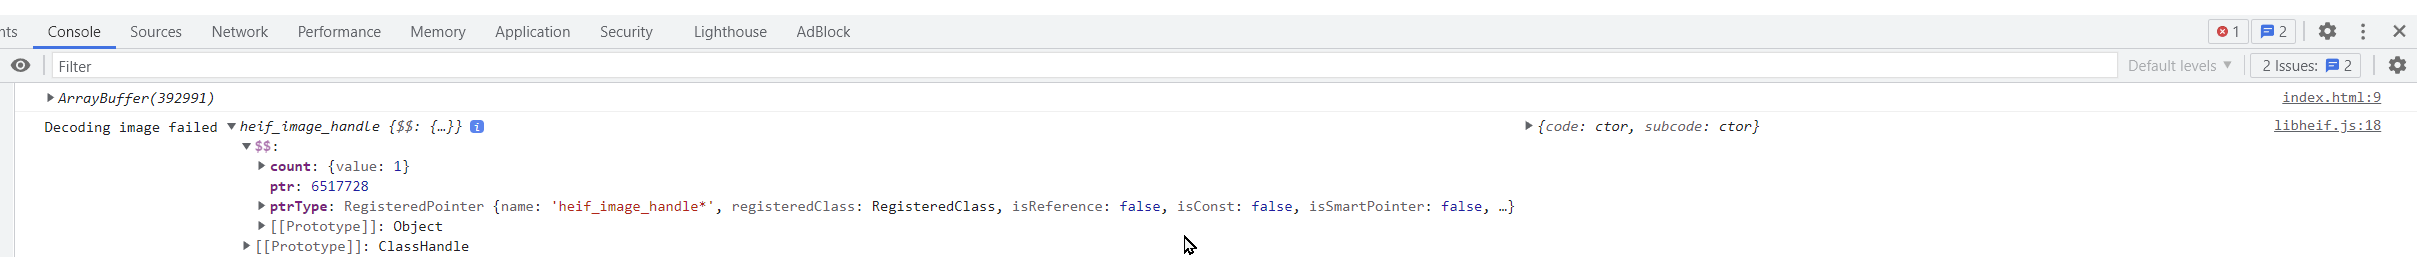 nts Console Sources Network Performance Memory Application Security Lighthouse AdBlock 1 2
Filter Default levels ▼ 2 Issues: 2
▶ ArrayBuffer(392991) index.html:9
Decoding image failed ▼ heif_image_handle {$$: {…}} i ▶ {code: ctor, subcode: ctor} libheif.js:18
▼ $$:
▶ count: {value: 1}
ptr: 6517728
▶ ptrType: RegisteredPointer {name: 'heif_image_handle*', registeredClass: RegisteredClass, isReference: false, isConst: false, isSmartPointer: false, …}
▶ [[Prototype]]: Object
▶ [[Prototype]]: ClassHandle